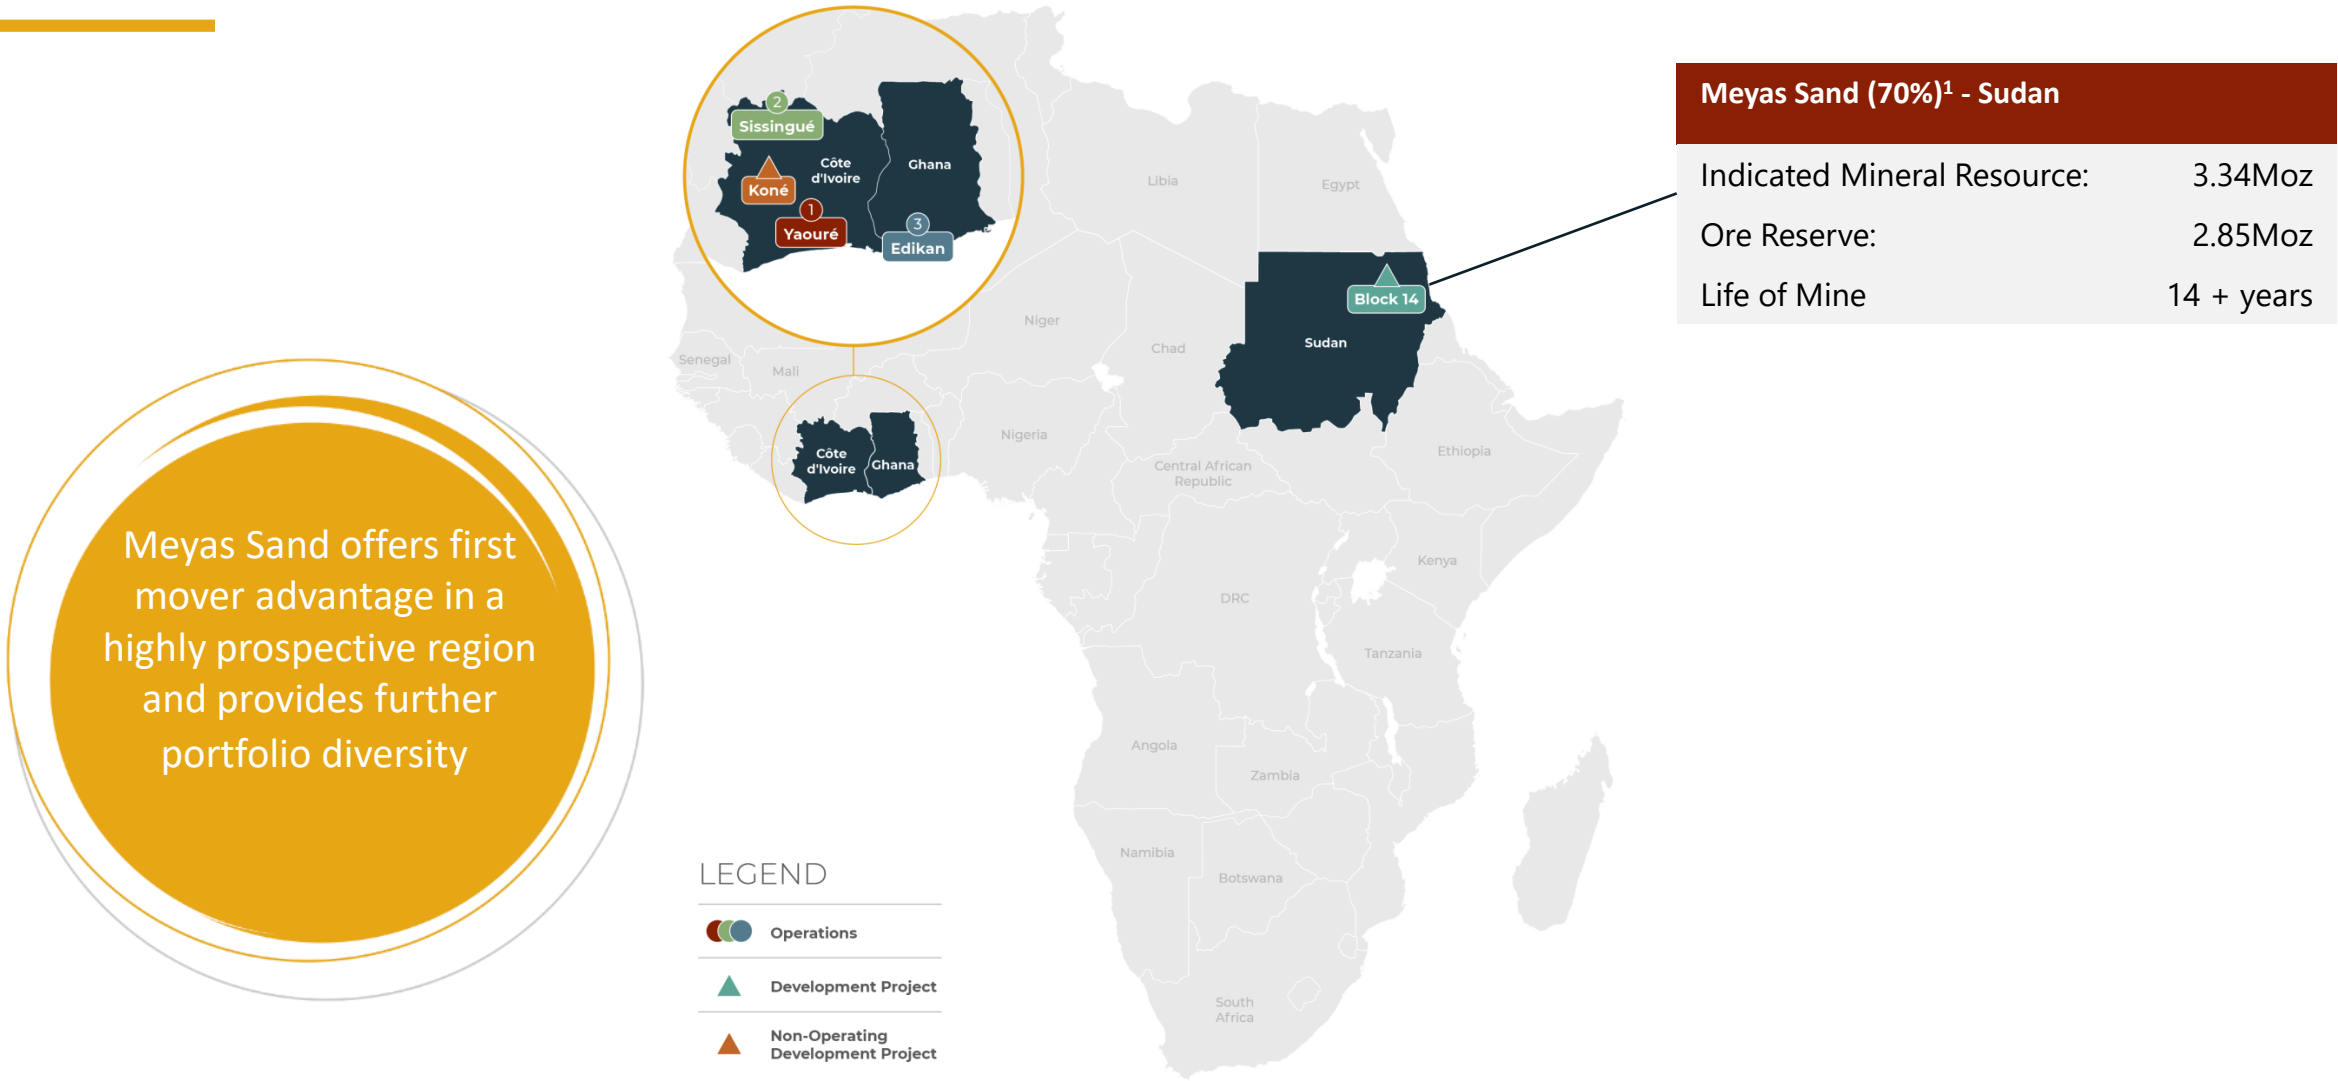 2
Sissingué
Koné
Côte
d'Ivoire
Ghana
1
Yaouré
3
Edikan
Meyas Sand (70%)¹ - Sudan
Indicated Mineral Resource: 3.34Moz
Ore Reserve: 2.85Moz
Life of Mine 14 + years
Libia
Egypt
Block 14
Sudan
Niger
Chad
Senegal
Mali
Nigeria
Côte
d'Ivoire
Ghana
Central African
Republic
Ethiopia
Kenya
DRC
Tanzania
Angola
Zambia
Namibia
Botswana
South
Africa
Meyas Sand offers first
mover advantage in a
highly prospective region
and provides further
portfolio diversity
LEGEND
Operations
Development Project
Non-Operating
Development Project